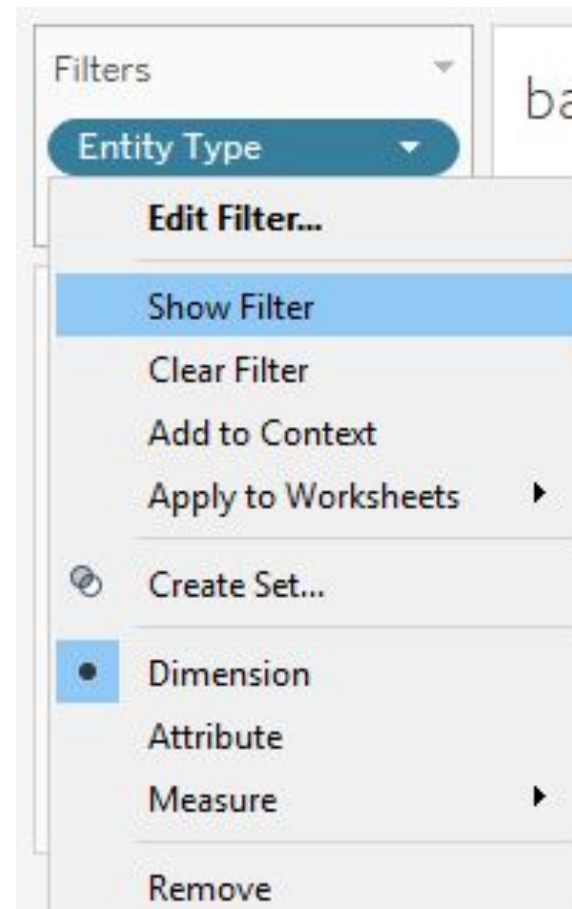 Filters
ba
Entity Type
Edit Filter...
Show Filter
Clear Filter
Add to Context
Apply to Worksheets
Create Set...
Dimension
Attribute
Measure
Remove